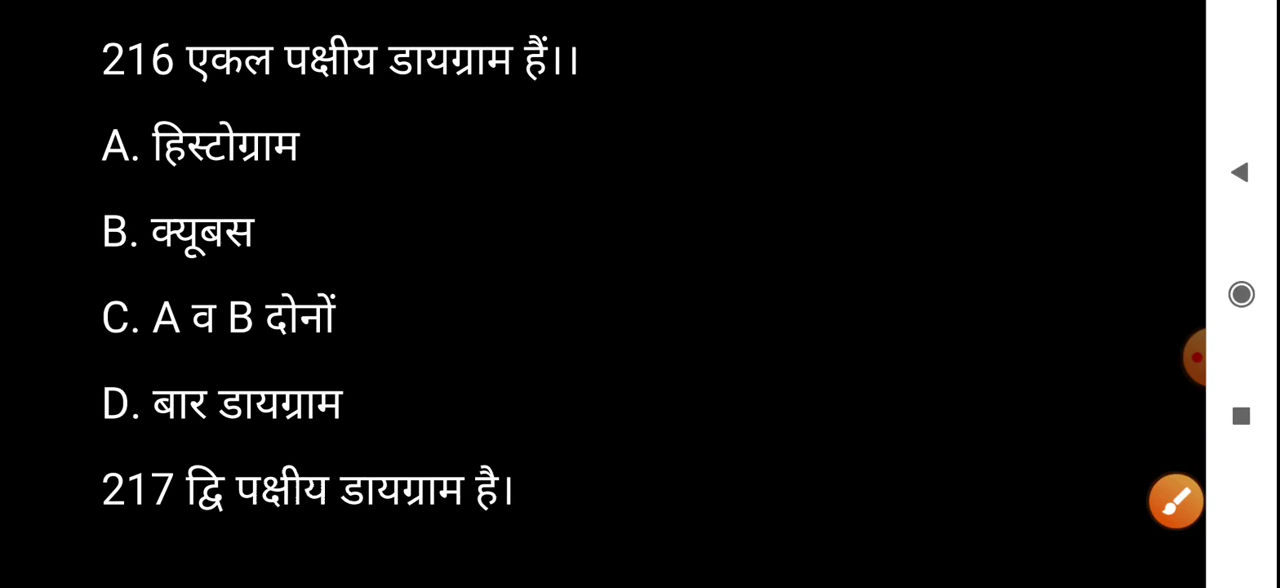 216 एकल पक्षीय डायग्राम हैं।।
A. हिस्टोग्राम
B. क्यूबस
C. A व B दोनों
D. बार डायग्राम
217 द्वि पक्षीय डायग्राम है।